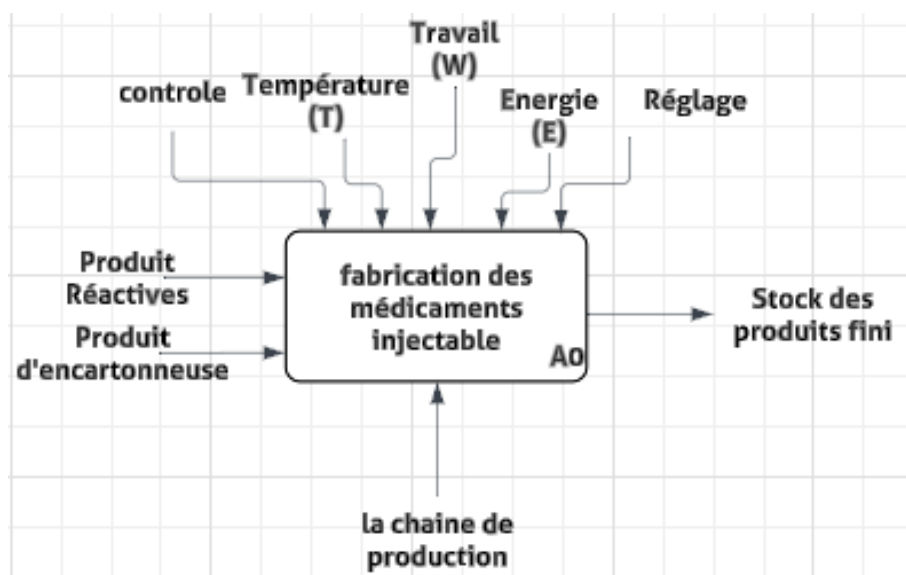 Travail
(W)
controle
Température
(T)
Energie
(E)
Réglage
Produit
Réactives
fabrication des
médicaments
injectable
A0
Stock des
produits fini
Produit
d'encartonneuse
la chaine de
production